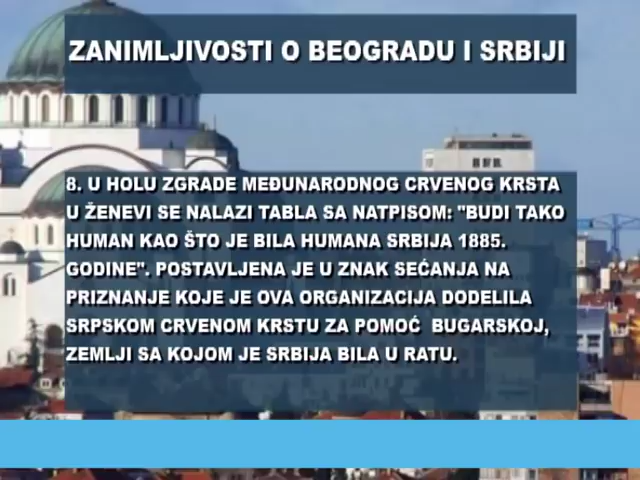 ZANIMLJIVOSTI O BEOGRADU I SRBIJI
8. U HOLU ZGRADE MEĐUNARODNOG CRVENOG KRSTA
U ŽENEVI SE NALAZI TABLA SA NATPISOM: "BUDI TAKO
HUMAN KAO ŠTO JE BILA HUMANA SRBIJA 1885.
GODINE". POSTAVLJENA JE U ZNAK SEĆANJA NA
PRIZNANJE KOJE JE OVA ORGANIZACIJA DODELILA
SRPSKOM CRVENOM KRSTU ZA POMOĆ BUGARSKOJ,
ZEMLJI SA KOJOM JE SRBIJA BILA U RATU.